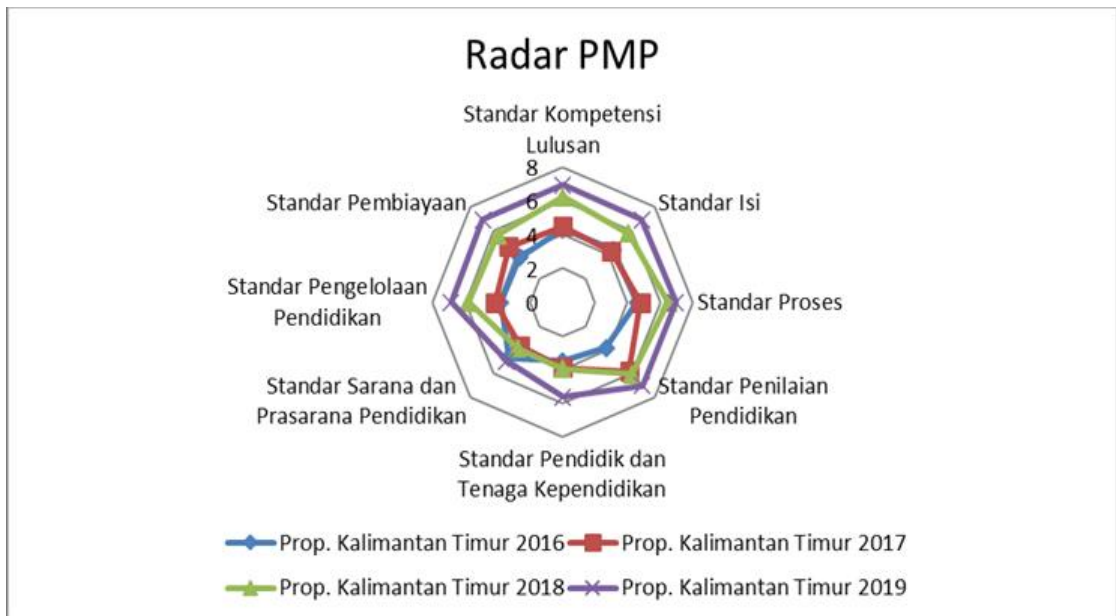 Radar PMP
Standar Kompetensi
Lulusan
8
6
4
2
0
Standar Isi
Standar Proses
Standar Penilaian
Pendidikan
Standar Pendidik dan
Tenaga Kependidikan
Standar Sarana dan
Prasarana Pendidikan
Standar Pengelolaan
Pendidikan
Standar Pembiayaan
Prop. Kalimantan Timur 2016
Prop. Kalimantan Timur 2017
Prop. Kalimantan Timur 2018
Prop. Kalimantan Timur 2019